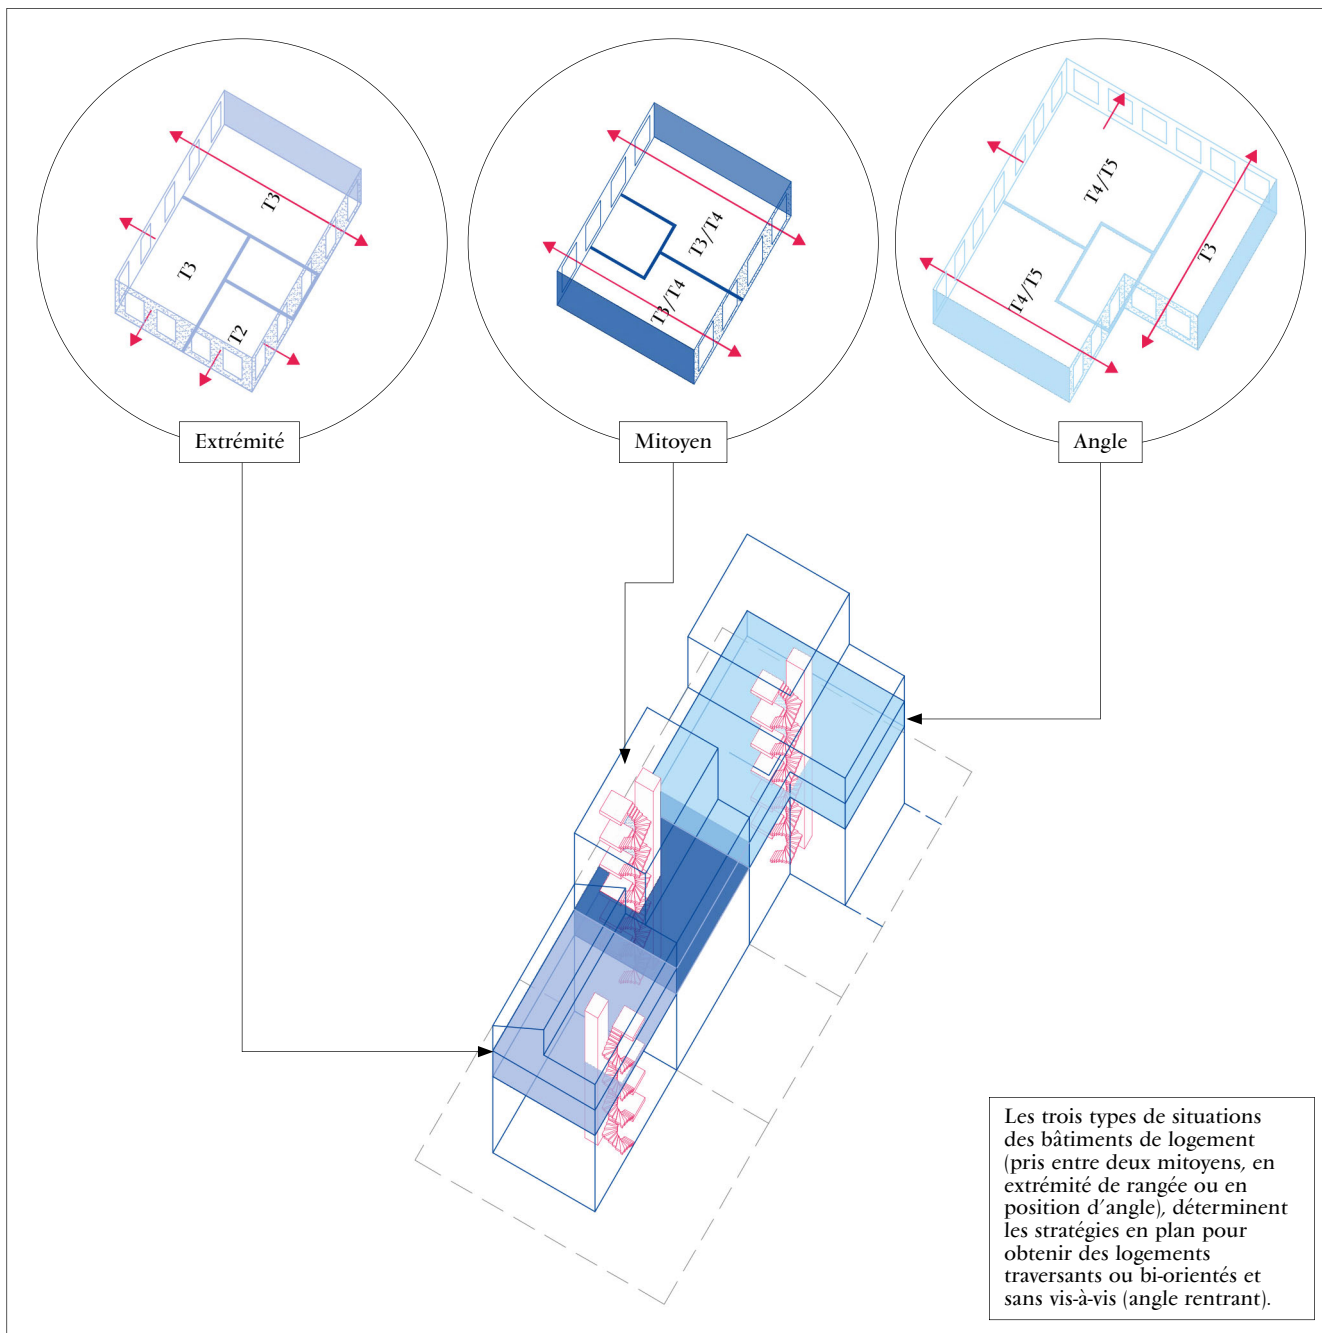 T3
T3
T2
T3/T4
T3/T4
T4/T5
T4/T5
T3
Extrémité
Mitoyen
Angle
Les trois types de situations
des bâtiments de logement
(pris entre deux mitoyens, en
extrémité de rangée ou en
position d’angle), déterminent
les stratégies en plan pour
obtenir des logements
traversants ou bi-orientés et
sans vis-à-vis (angle rentrant).